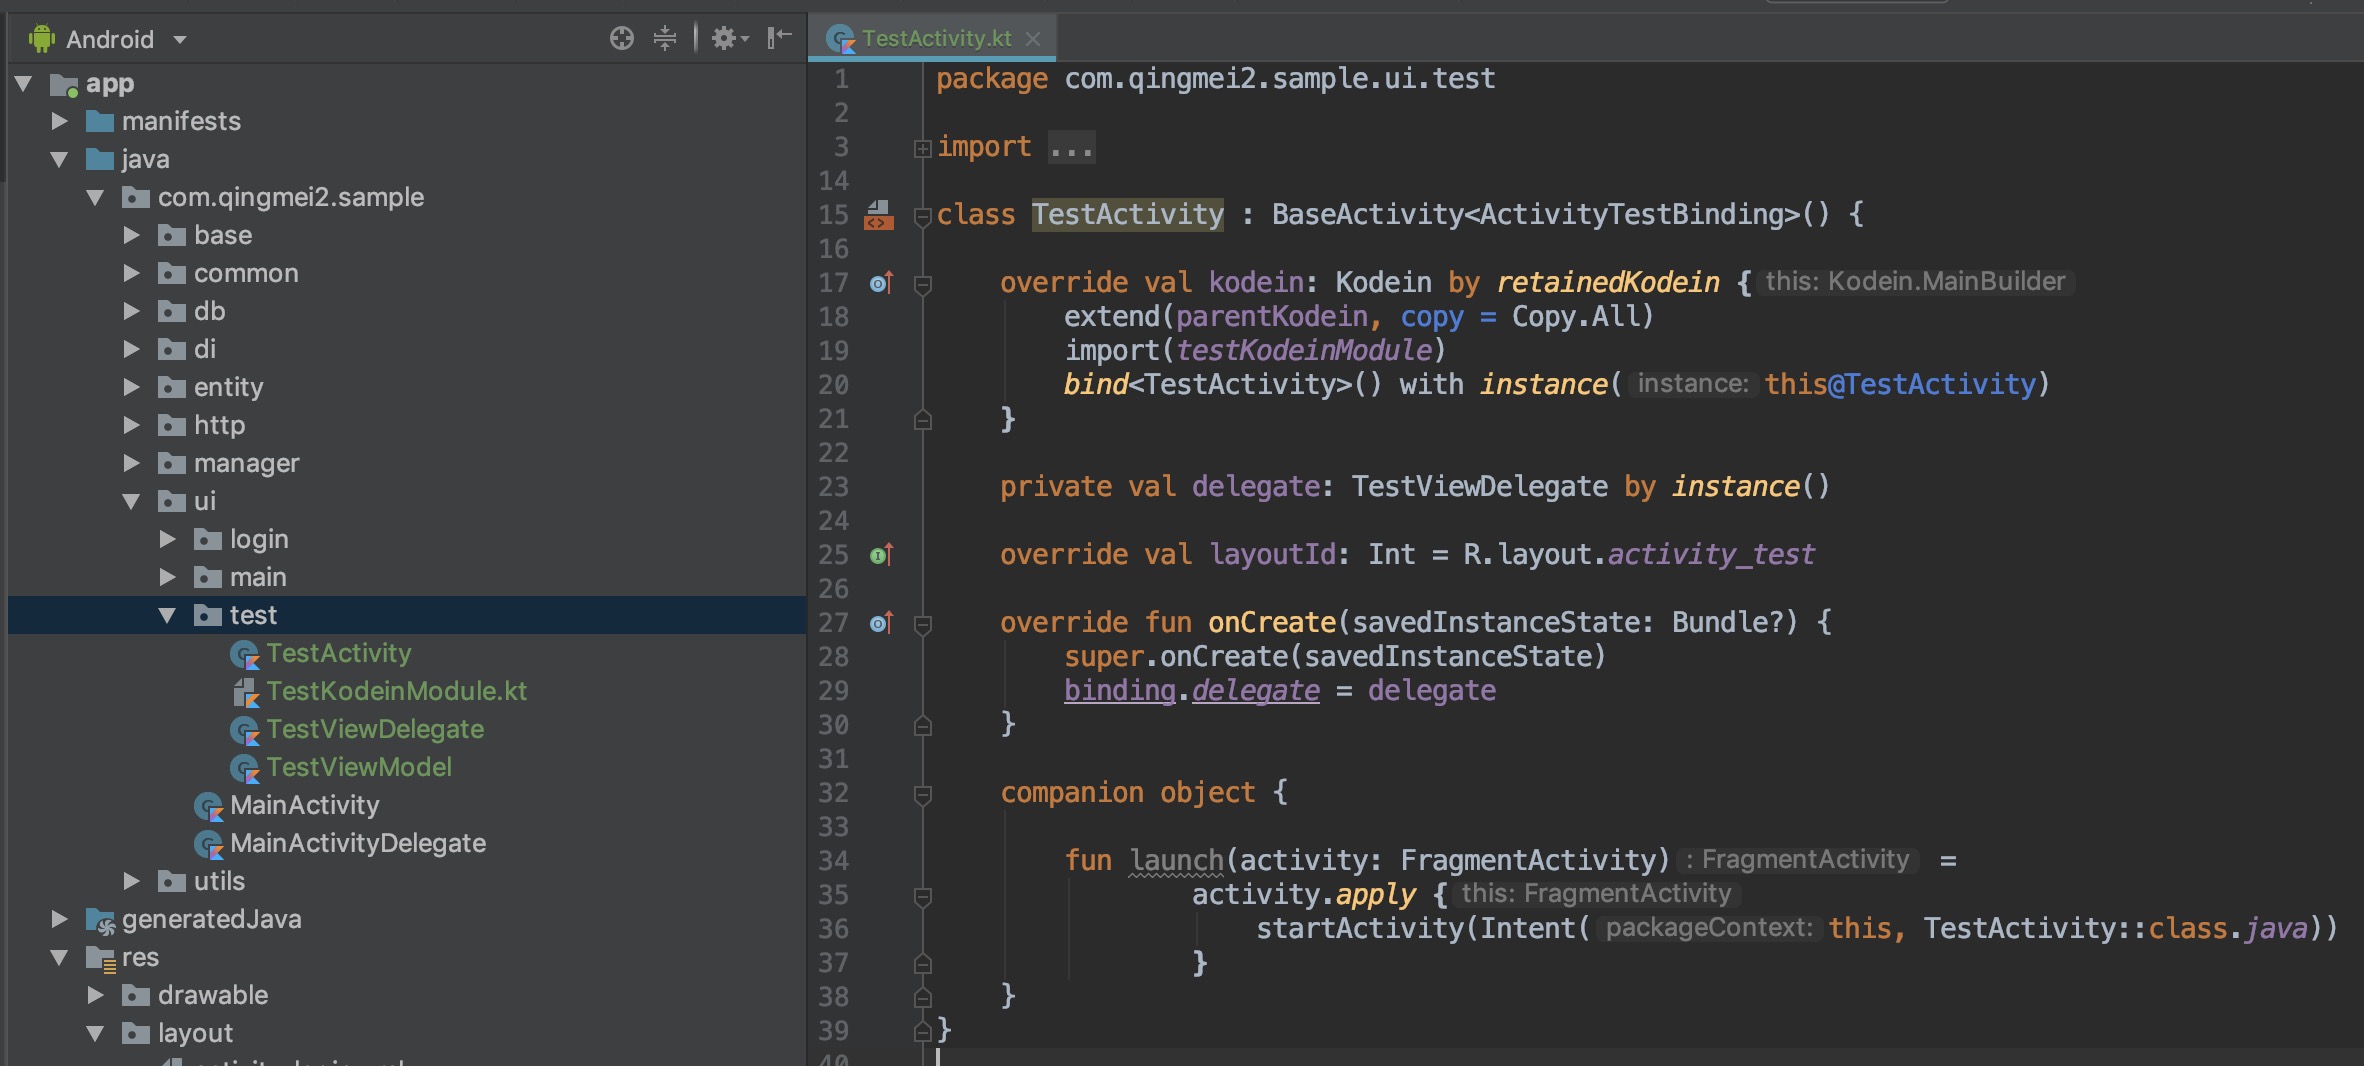 Android
app
manifests
java
com.qingmei2.sample
base
common
db
di
entity
http
manager
ui
login
main
test
TestActivity
TestKodeinModule.kt
TestViewDelegate
TestViewModel
MainActivity
MainActivityDelegate
utils
generatedJava
res
drawable
layout
TestActivity.kt
1 package com.qingmei2.sample.ui.test
2
3 import ...
14
15 class TestActivity : BaseActivity<ActivityTestBinding>() {
16
17 override val kodein: Kodein by retainedKodein { this: Kodein.MainBuilder
18 extend(parentKodein, copy = Copy.All)
19 import(testKodeinModule)
20 bind<TestActivity>() with instance( instance: this@TestActivity)
21 }
22
23 private val delegate: TestViewDelegate by instance()
24
25 override val layoutId: Int = R.layout.activity_test
26
27 override fun onCreate(savedInstanceState: Bundle?) {
28 super.onCreate(savedInstanceState)
29 binding.delegate = delegate
30 }
31
32 companion object {
33
34 fun launch(activity: FragmentActivity) : FragmentActivity =
35 activity.apply { this: FragmentActivity
36 startActivity(Intent( packageContext: this, TestActivity::class.java))
37 }
38 }
39 }
40